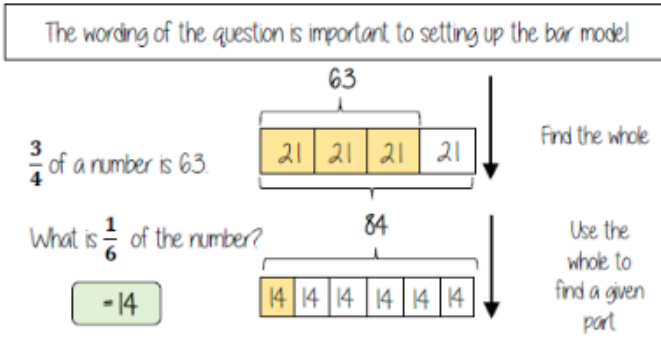 The wording of the question is important to setting up the bar model
63
21 21 21 21
Find the whole
3/4 of a number is 63.
84
What is 1/6 of the number?
= 14
14 14 14 14 14 14
Use the
whole to
find a given
part